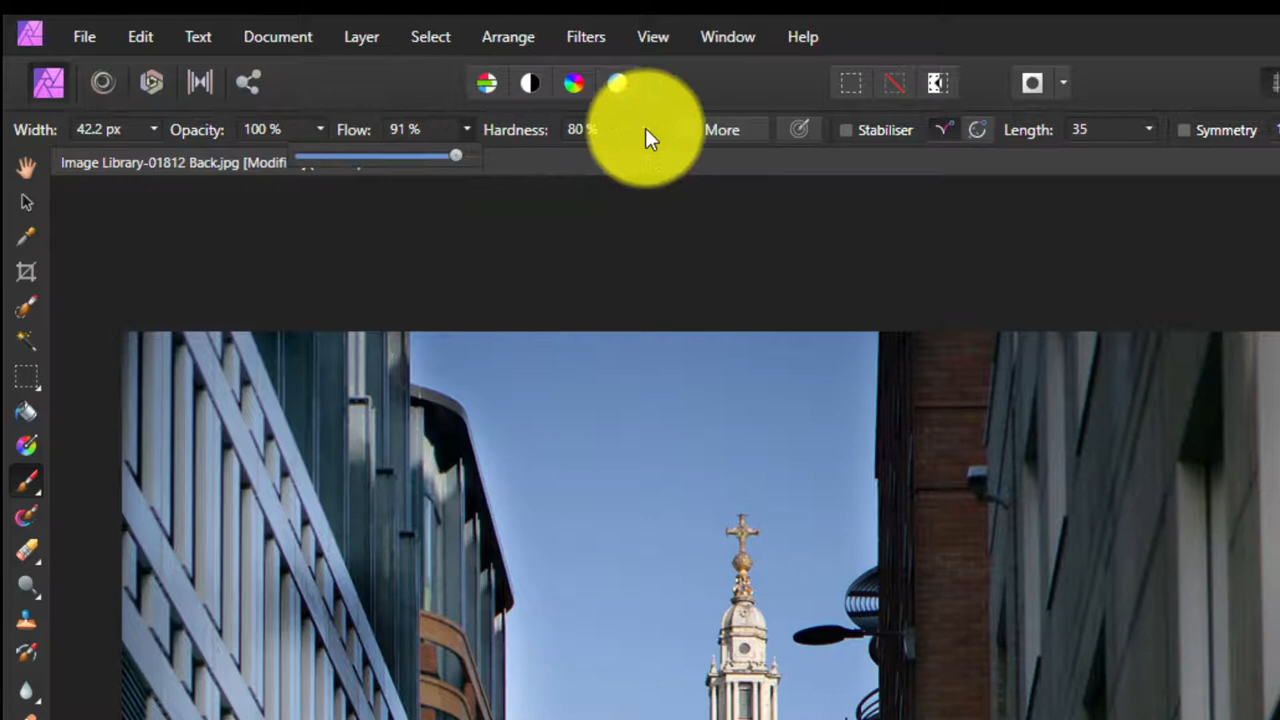 File Edit Text Document Layer Select Arrange Filters View Window Help
Width: 42.2 px Opacity: 100 % Flow: 91 % Hardness: 80 % More Stabiliser Length: 35 Symmetry
Image Library-01812 Back.jpg [Modifi